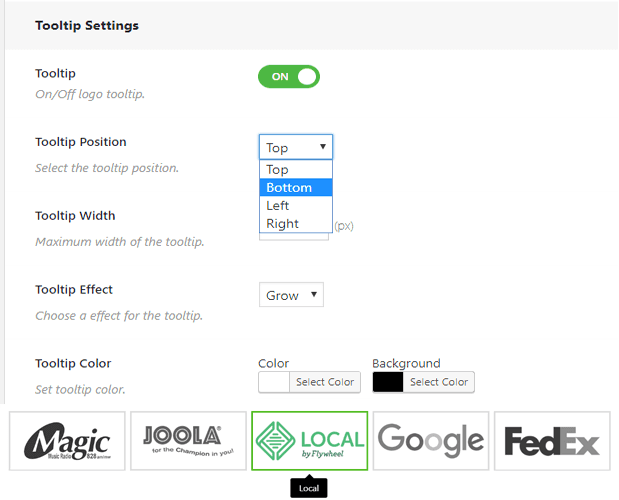 Tooltip Settings
Tooltip
On/Off logo tooltip.
ON
Tooltip Position
Select the tooltip position.
Top
Top
Bottom
Left
Right
Tooltip Width
Maximum width of the tooltip.
(px)
Tooltip Effect
Choose a effect for the tooltip.
Grow
Tooltip Color
Set tooltip color.
Color
Select Color
Background
Select Color
Magic
Music Radio 828
JOOLA
for the Champion in you!
LOCAL
by Flywheel
Google
FedEx
Local